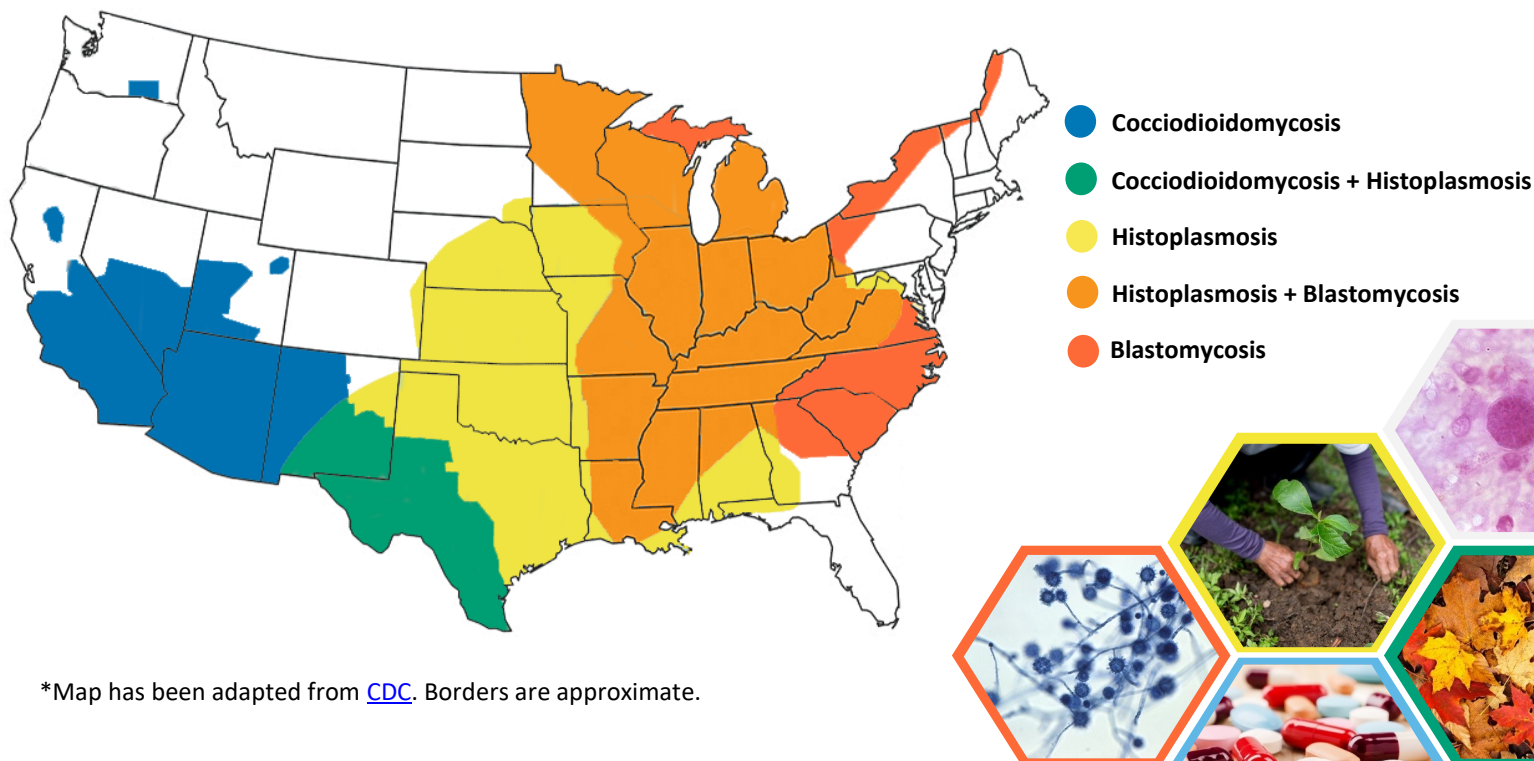 Cocciodioidomycosis
Cocciodioidomycosis + Histoplasmosis
Histoplasmosis
Histoplasmosis + Blastomycosis
Blastomycosis
*Map has been adapted from CDC. Borders are approximate.